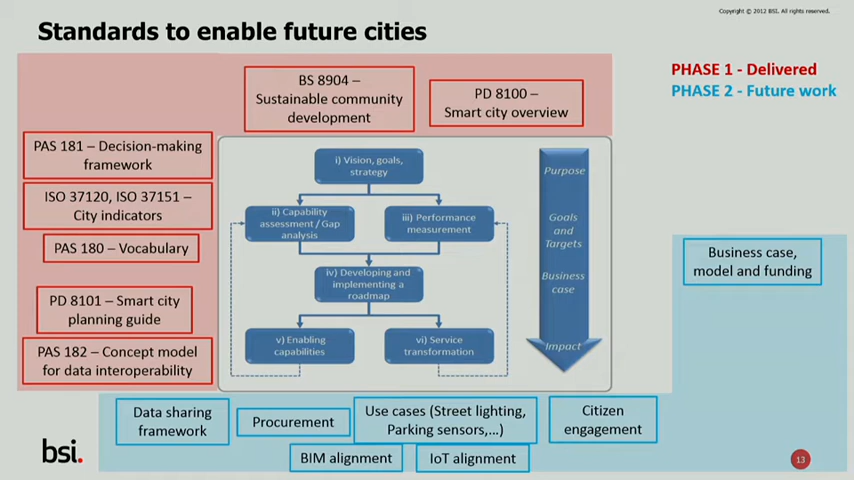 Copyright © 2012 BSI. All rights reserved.
Standards to enable future cities
PHASE 1 - Delivered
PHASE 2 - Future work
BS 8904 –
Sustainable community
development
PD 8100 –
Smart city overview
PAS 181 – Decision-making
framework
ISO 37120, ISO 37151 –
City indicators
PAS 180 – Vocabulary
PD 8101 – Smart city
planning guide
PAS 182 – Concept model
for data interoperability
i) Vision, goals,
strategy
ii) Capability
assessment / Gap
analysis
iii) Performance
measurement
iv) Developing and
implementing a
roadmap
v) Enabling
capabilities
vi) Service
transformation
Purpose
Goals
and
Targets
Business
case
Impact
Business case,
model and funding
Data sharing
framework
Procurement
Use cases (Street lighting,
Parking sensors,…)
Citizen
engagement
BIM alignment
IoT alignment
bsi.
13